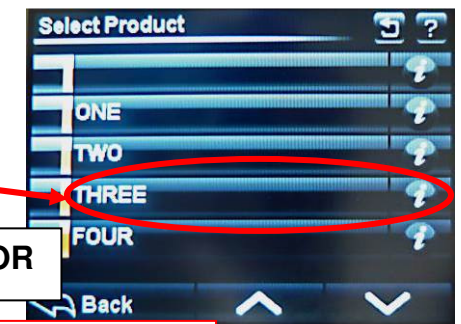 Select Product
?
i
ONE
i
TWO
i
THREE
i
FOUR
i
OR
Back